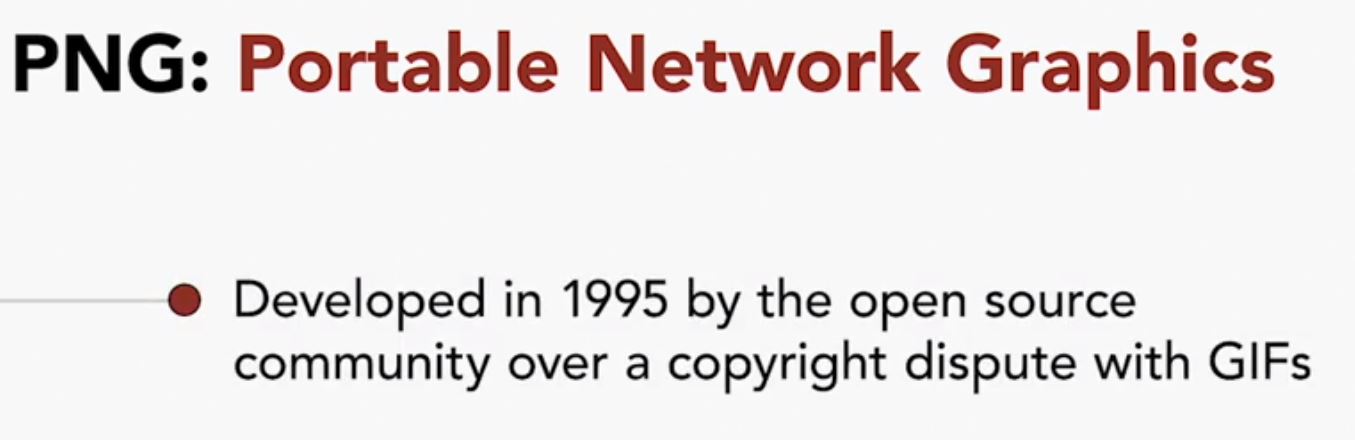 PNG: Portable Network Graphics
Developed in 1995 by the open source
community over a copyright dispute with GIFs